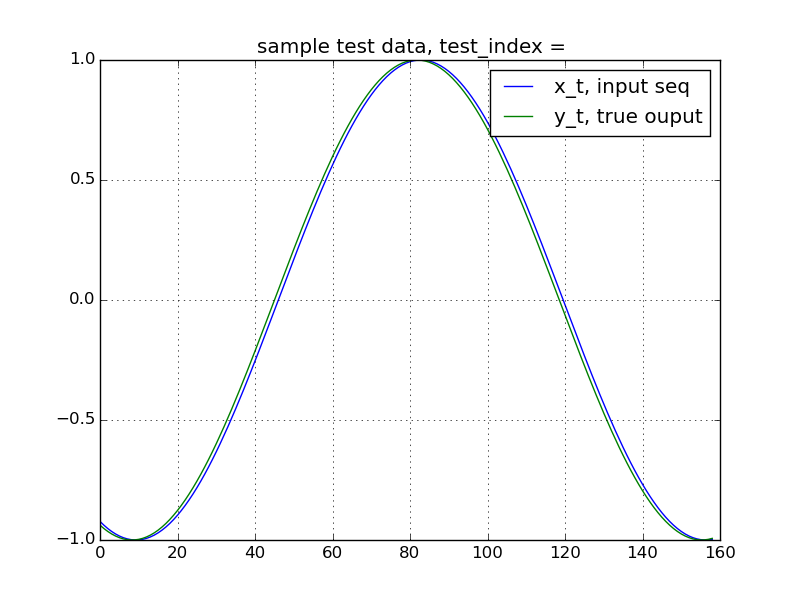 sample test data, test_index =
x_t, input seq
y_t, true ouput
1.0
0.5
0.0
−0.5
−1.0
0 20 40 60 80 100 120 140 160